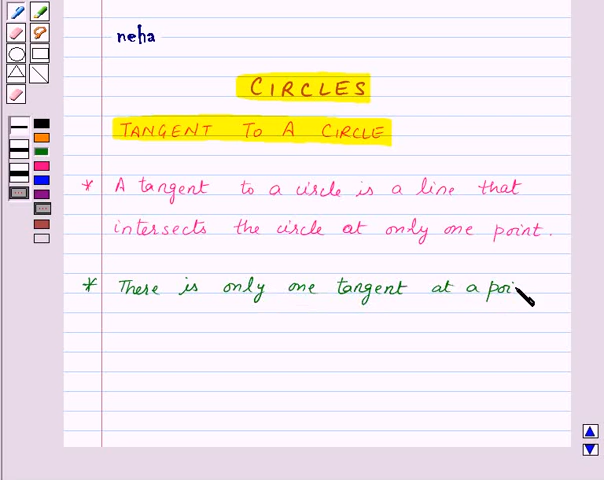 neha
CIRCLES
TANGENT TO A CIRCLE
* A tangent to a circle is a line that
intersects the circle at only one point.
* There is only one tangent at a poi